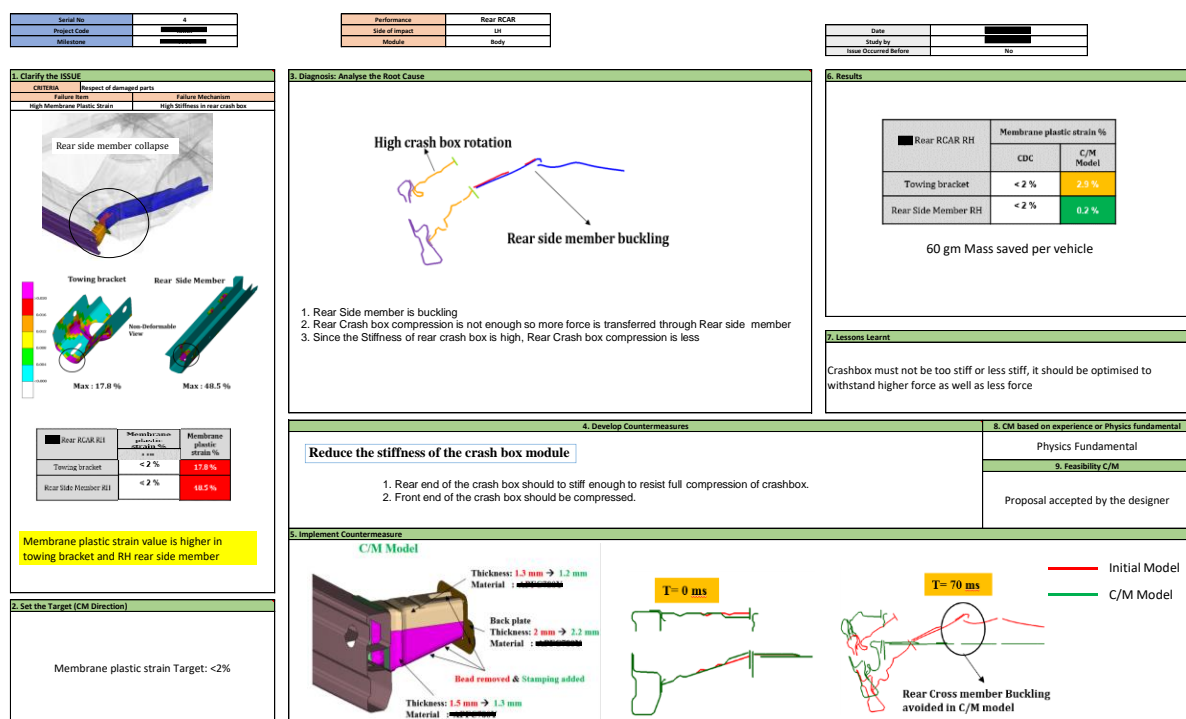 Serial No 4
Project Code
Milestone
Performance Rear RCAR
Side of impact LH
Module Body
Date
Study by
Issue Occurred Before No
1. Clarify the ISSUE
CRITERIA Respect of damaged parts
Failure Item Failure Mechanism
High Membrane Plastic Strain High Stiffness in rear crash box
Rear side member collapse
Towing bracket Rear Side Member
Non-Deformable
View
Max : 17.8 % Max : 48.5 %
Rear RCAR RH
Membrane
plastic
strain %
Membrane
plastic
strain %
Towing bracket < 2 % 17.8 %
Rear Side Member RH < 2 % 48.5 %
Membrane plastic strain value is higher in
towing bracket and RH rear side member
2. Set the Target (CM Direction)
Membrane plastic strain Target: <2%
3. Diagnosis: Analyse the Root Cause
High crash box rotation
Rear side member buckling
1. Rear Side member is buckling
2. Rear Crash box compression is not enough so more force is transferred through Rear side member
3. Since the Stiffness of rear crash box is high, Rear Crash box compression is less
4. Develop Countermeasures
Reduce the stiffness of the crash box module
1. Rear end of the crash box should to stiff enough to resist full compression of crashbox.
2. Front end of the crash box should be compressed.
5. Implement Countermeasure
C/M Model
Thickness: 1.3 mm → 1.2 mm
Material :
Back plate
Thickness: 2 mm → 2.2 mm
Material :
Bead removed & Stamping added
Thickness: 1.5 mm → 1.3 mm
Material :
T= 0 ms
T= 70 ms
Initial Model
C/M Model
Rear Cross member Buckling
avoided in C/M model
6. Results
Rear RCAR RH Membrane plastic strain %
CDC C/M
Model
Towing bracket < 2 % 2.9 %
Rear Side Member RH < 2 % 0.2 %
60 gm Mass saved per vehicle
7. Lessons Learnt
Crashbox must not be too stiff or less stiff, it should be optimised to
withstand higher force as well as less force
8. CM based on experience or Physics fundamental
Physics Fundamental
9. Feasibility C/M
Proposal accepted by the designer